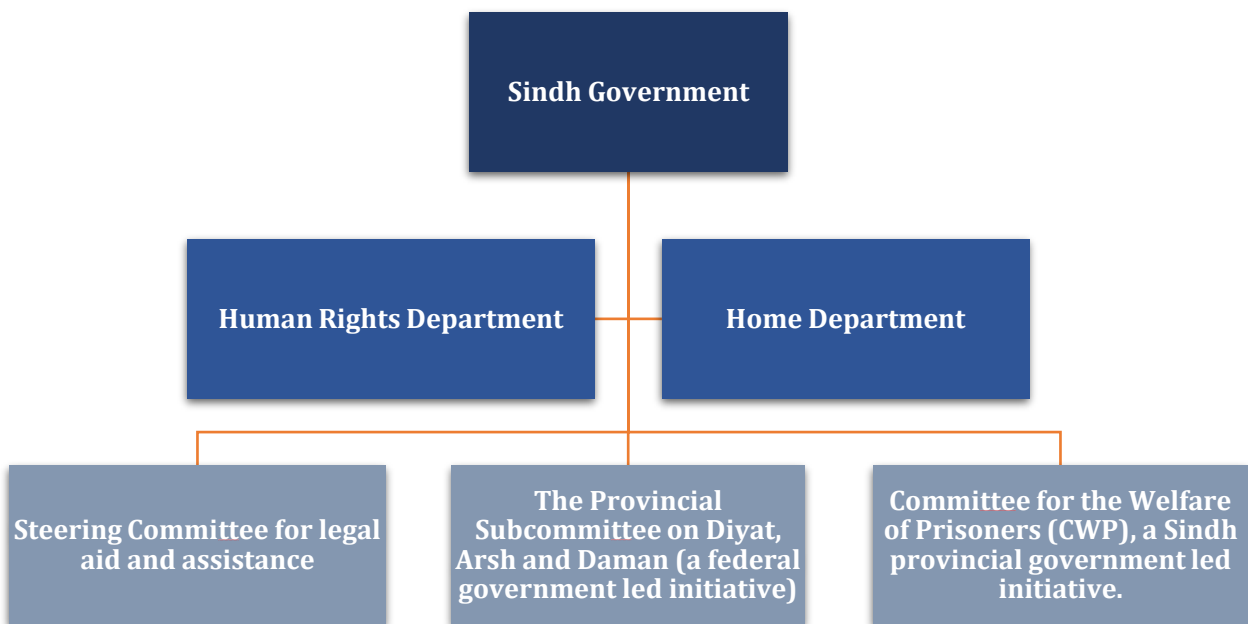 Sindh Government
Human Rights Department
Home Department
Steering Committee for legal
aid and assistance
The Provincial
Subcommittee on Diyat,
Arsh and Daman (a federal
government led initiative)
Committee for the Welfare
of Prisoners (CWP), a Sindh
provincial government led
initiative.